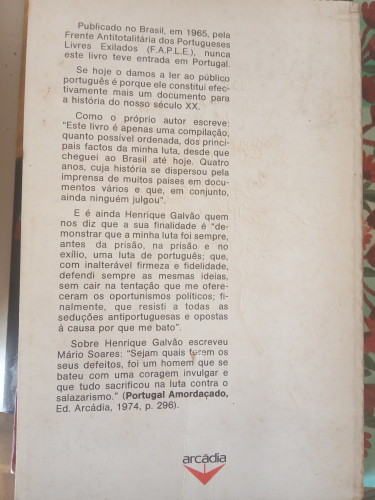 Publicado no Brasil, em 1965, pela
Frente Antitotalitária dos Portugueses
Livres Exilados (F.A.P.L.E.), nunca
este livro teve entrada em Portugal.
Se hoje o damos a ler ao público
português é porque ele constitui efec-
tivamente mais um documento para
a história do nosso século XX.
Como o próprio autor escreve:
"Este livro é apenas uma compilação,
quanto possível ordenada, dos princi-
pais factos da minha luta, desde que
cheguei ao Brasil até hoje. Quatro
anos, cuja história se dispersou pela
imprensa de muitos países em docu-
mentos vários e que, em conjunto,
ainda ninguém julgou".
E é ainda Henrique Galvão quem
nos diz que a sua finalidade é "de-
monstrar que a minha luta foi sempre,
antes da prisão, na prisão e no
exílio, uma luta de português; que,
com inalterável firmeza e fidelidade,
defendi sempre as mesmas ideias,
sem cair na tentação que me ofere-
ceram os oportunismos políticos; fi-
nalmente, que resisti a todas as
seduções antiportuguesas e opostas
à causa por que me bato".
Sobre Henrique Galvão escreveu
Mário Soares: "Sejam quais forem os
seus defeitos, foi um homem que se
bateu com uma coragem invulgar e
que tudo sacrificou na luta contra o
salazarismo." (Portugal Amordaçado,
Ed. Arcádia, 1974, p. 296).
arcádia